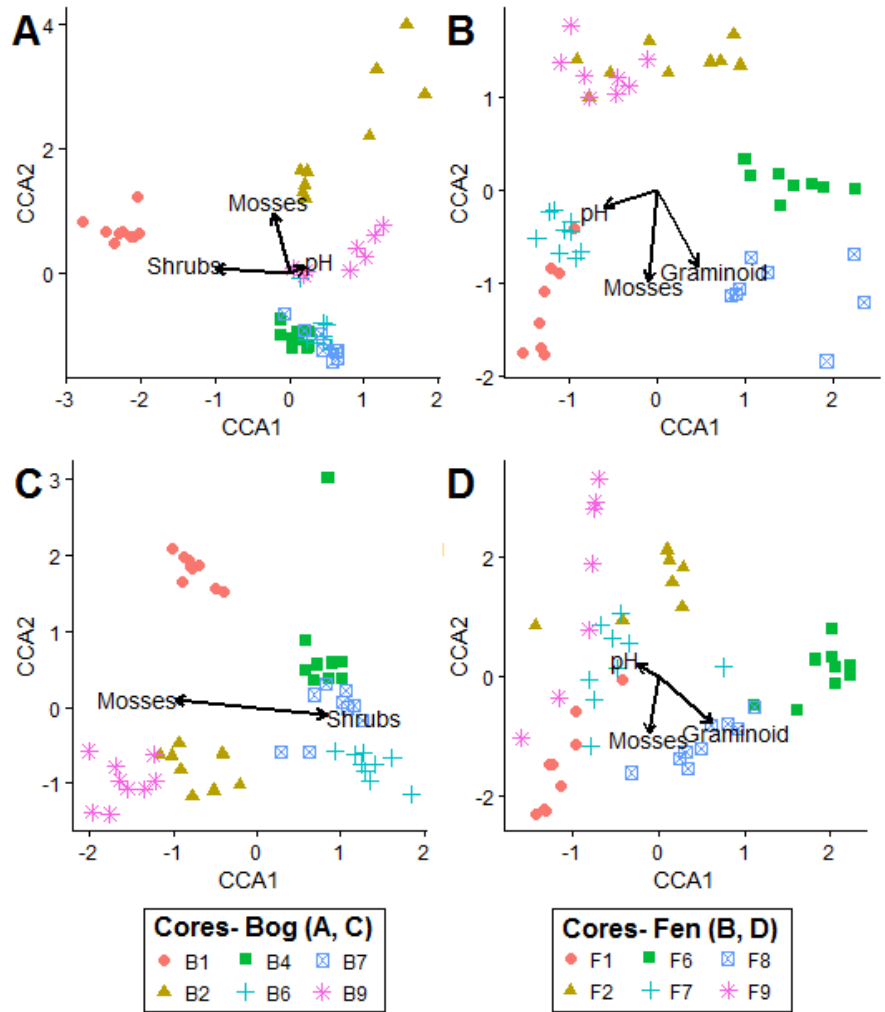 A
B
CCA2
4
2
0
-3
-2
-1
0
1
2
CCA1
Mosses
Shrubs
pH
CCA2
1
0
-1
-2
-1
0
1
2
CCA1
pH
Graminoid
Mosses
C
D
CCA2
3
2
1
0
-1
-2
-1
0
1
2
CCA1
Mosses
Shrubs
CCA2
2
0
-2
-1
0
1
2
CCA1
pH
Graminoid
Mosses
Cores- Bog (A, C)
B1 B4 B7
B2 B6 B9
Cores- Fen (B, D)
F1 F6 F8
F2 F7 F9